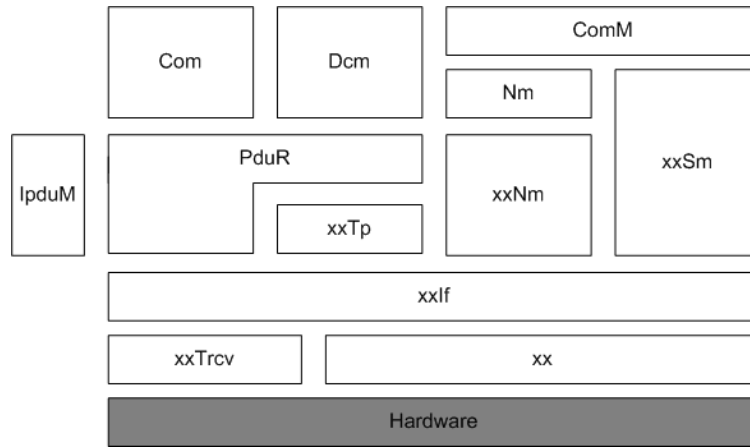 Com
Dcm
ComM
Nm
IpduM
PduR
xxTp
xxNm
xxSm
xxIf
xxTrcv
xx
Hardware